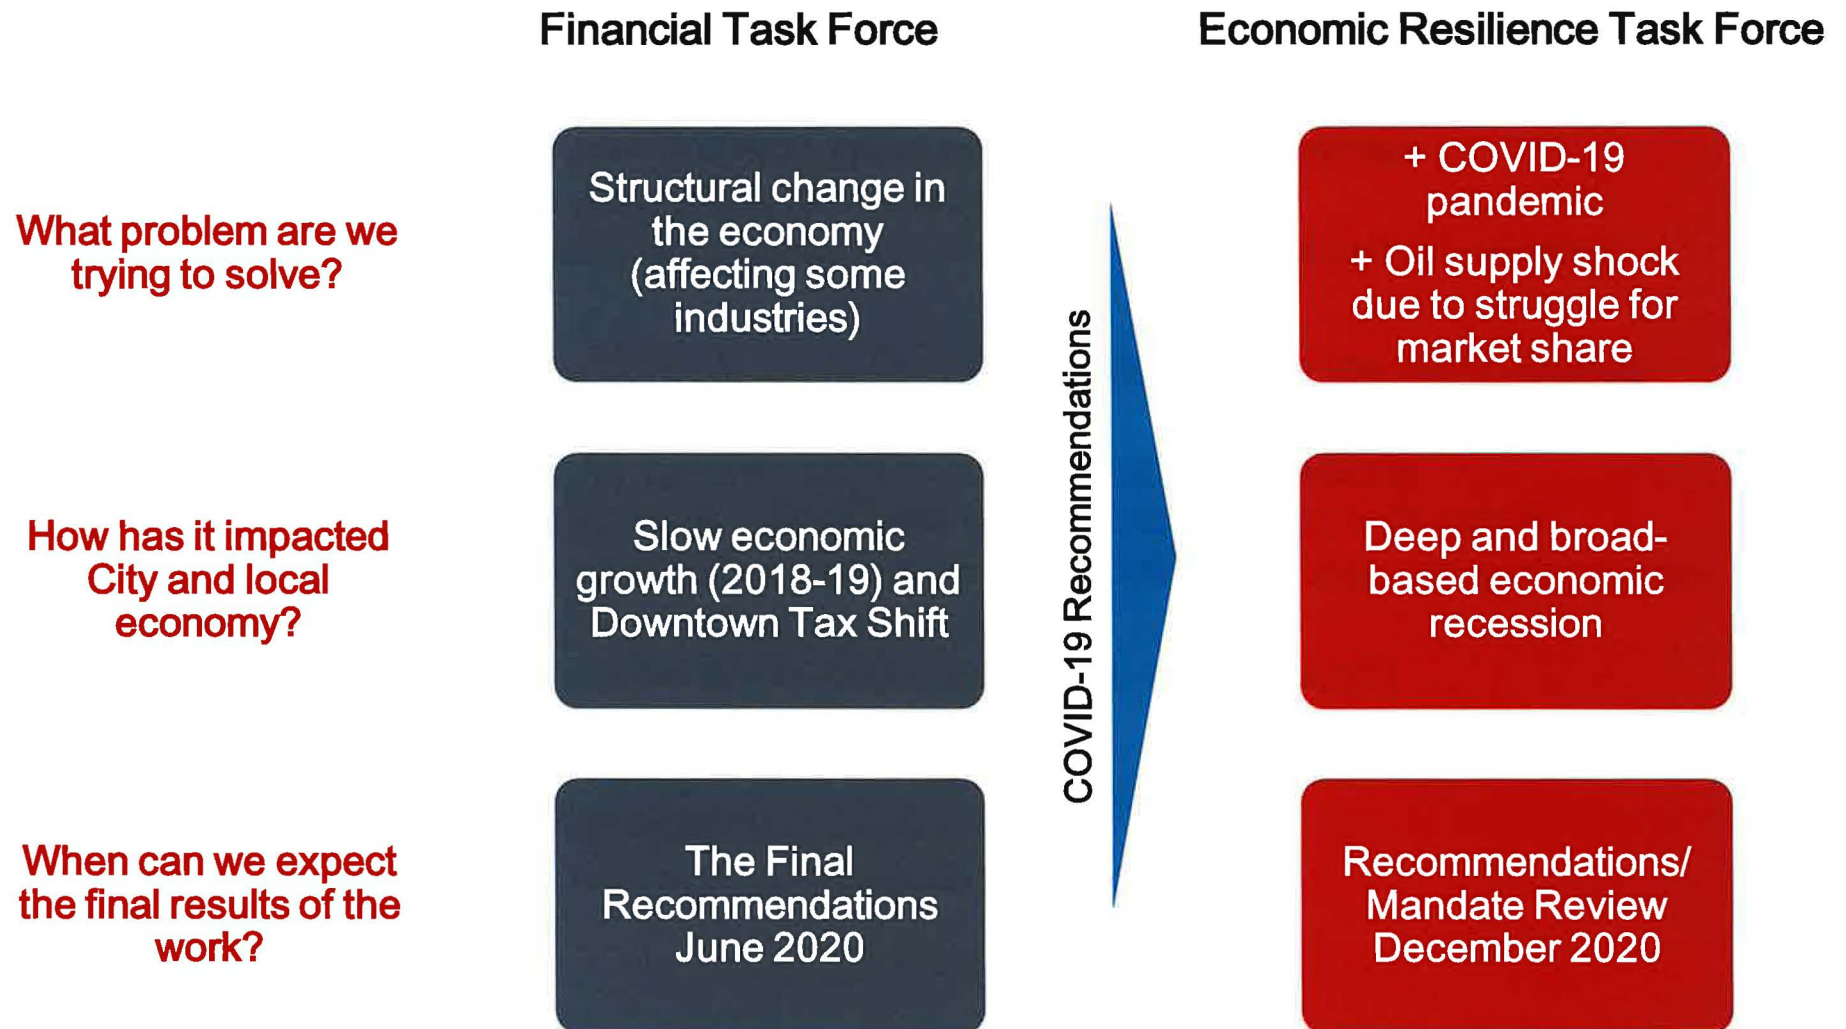 Financial Task Force
Economic Resilience Task Force
What problem are we
trying to solve?
Structural change in
the economy
(affecting some
industries)
+ COVID-19
pandemic
+ Oil supply shock
due to struggle for
market share
COVID-19 Recommendations
How has it impacted
City and local
economy?
Slow economic
growth (2018-19) and
Downtown Tax Shift
Deep and broad-
based economic
recession
When can we expect
the final results of the
work?
The Final
Recommendations
June 2020
Recommendations/
Mandate Review
December 2020